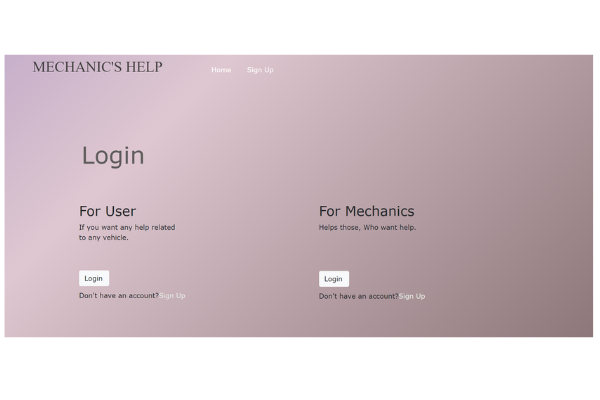 MECHANIC'S HELP
Home Sign Up
Login
For User
If you want any help related
to any vehicle.
Login
Don't have an account?Sign Up
For Mechanics
Helps those, Who want help.
Login
Don't have an account?Sign Up